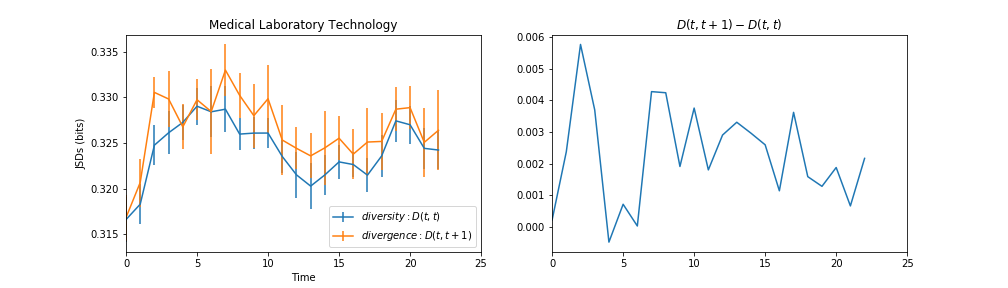 Medical Laboratory Technology
0.335
0.330
0.325
0.320
0.315
JSDs (bits)
0 5 10 15 20 25
Time
diversity: D(t, t)
divergence: D(t, t + 1)
D(t, t + 1) − D(t, t)
0.006
0.005
0.004
0.003
0.002
0.001
0.000
0 5 10 15 20 25